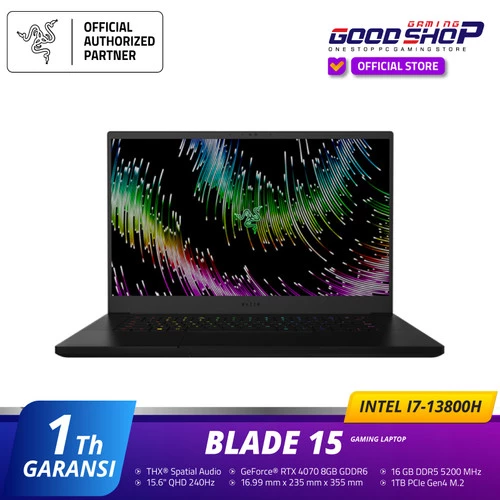 OFFICIAL
AUTHORIZED
PARTNER
GAMING
GOODSHOP
ONE STOP PC GAMING STORE
OFFICIAL STORE
RAZER
INTEL I7-13800H
1 Th
GARANSI
BLADE 15 GAMING LAPTOP
• THX® Spatial Audio • GeForce® RTX 4070 8GB GDDR6 • 16 GB DDR5 5200 MHz
• 15.6" QHD 240Hz • 16.99 mm x 235 mm x 355 mm • 1TB PCIe Gen4 M.2